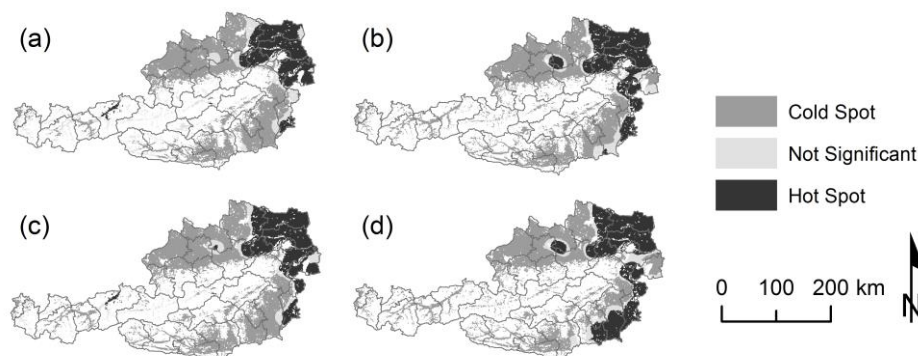 (a)
(b)
(c)
(d)
Cold Spot
Not Significant
Hot Spot
0 100 200 km
N